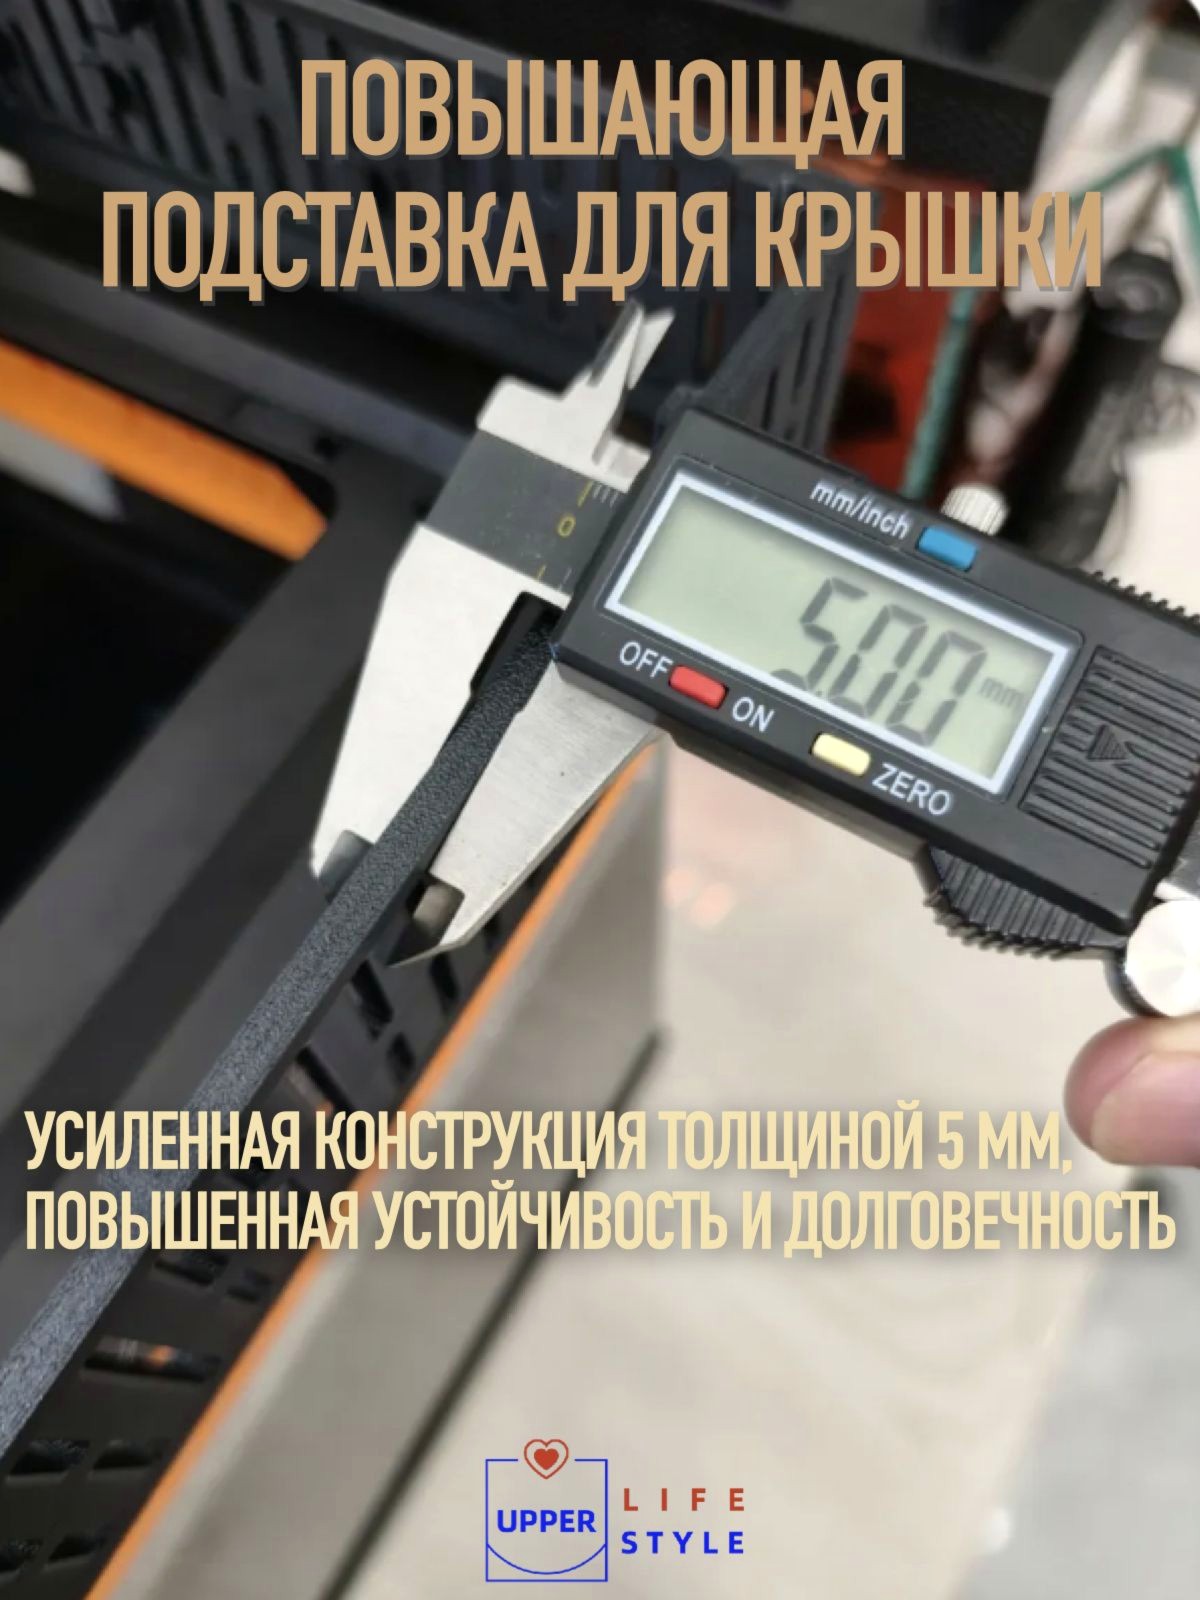 ПОВЫШАЮЩАЯ
ПОДСТАВКА ДЛЯ КРЫШКИ
mm/inch
0
5.00 mm
OFF ON
ZERO
УСИЛЕННАЯ КОНСТРУКЦИЯ ТОЛЩИНОЙ 5 ММ,
ПОВЫШЕННАЯ УСТОЙЧИВОСТЬ И ДОЛГОВЕЧНОСТЬ
UPPER
LIFE
STYLE